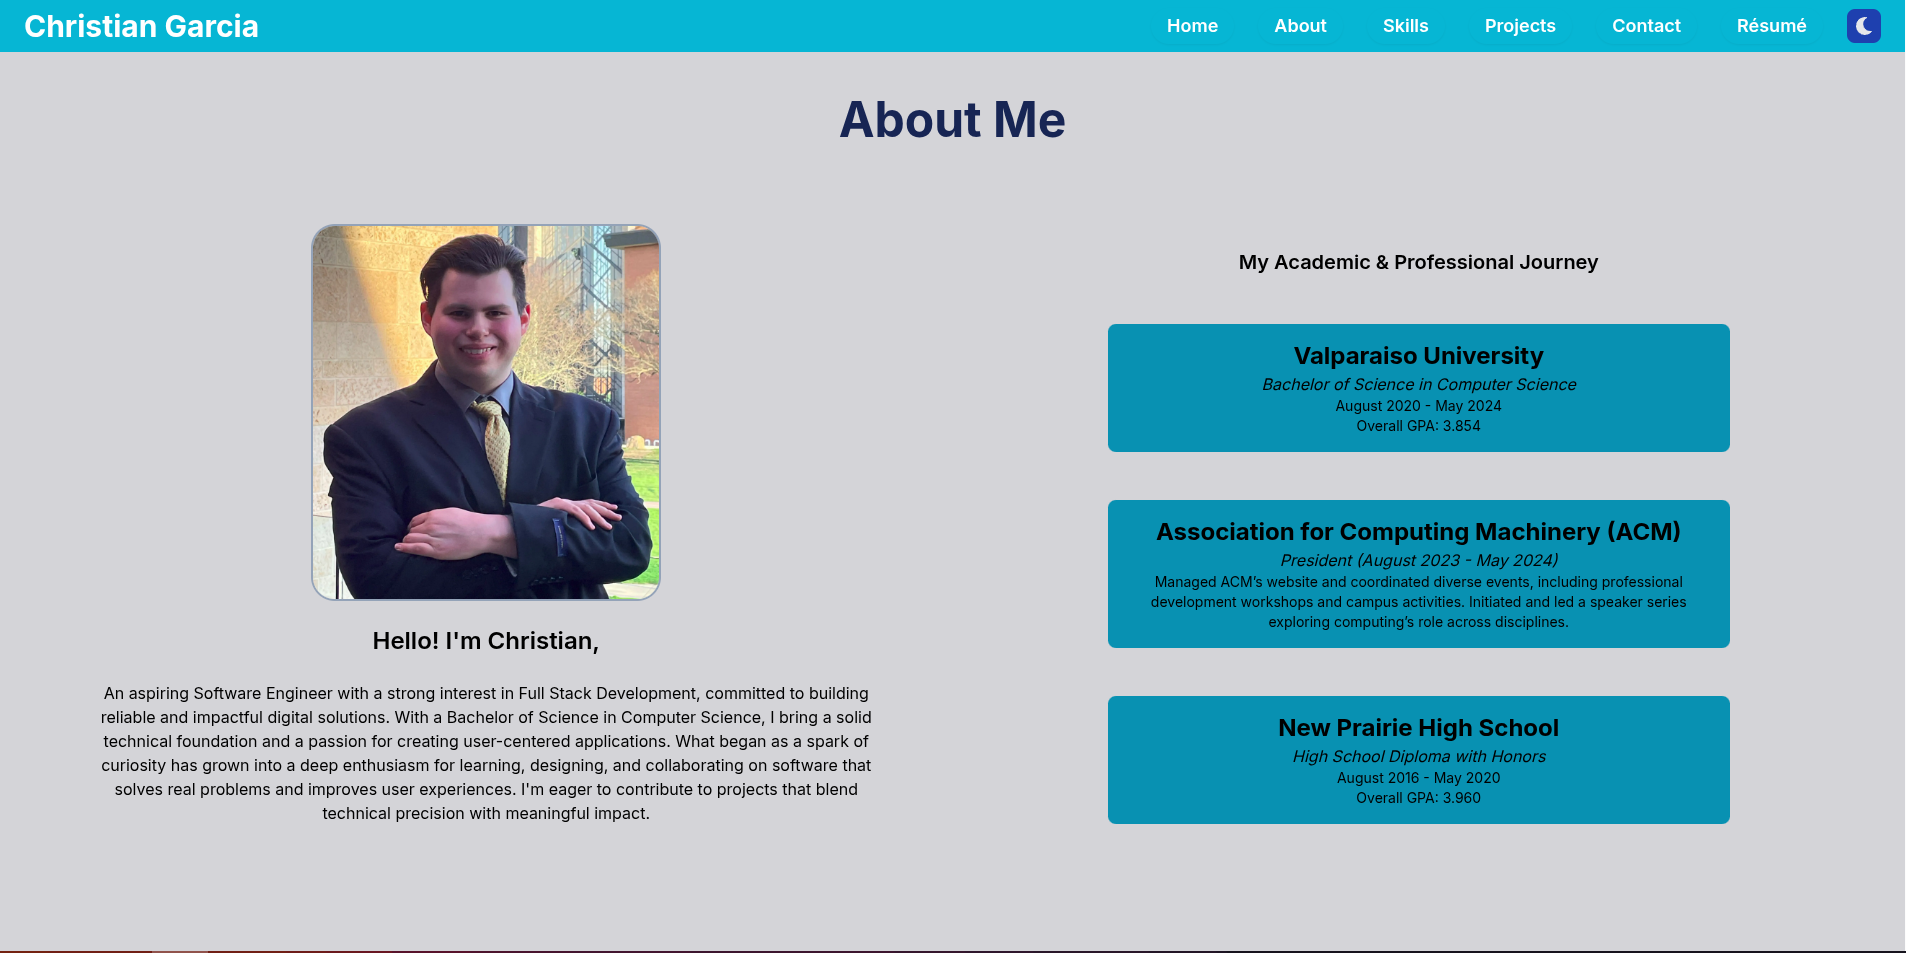 Christian Garcia
Home About Skills Projects Contact Résumé
About Me
Hello! I'm Christian,
An aspiring Software Engineer with a strong interest in Full Stack Development, committed to building
reliable and impactful digital solutions. With a Bachelor of Science in Computer Science, I bring a solid
technical foundation and a passion for creating user-centered applications. What began as a spark of
curiosity has grown into a deep enthusiasm for learning, designing, and collaborating on software that
solves real problems and improves user experiences. I'm eager to contribute to projects that blend
technical precision with meaningful impact.
My Academic & Professional Journey
Valparaiso University
Bachelor of Science in Computer Science
August 2020 - May 2024
Overall GPA: 3.854
Association for Computing Machinery (ACM)
President (August 2023 - May 2024)
Managed ACM’s website and coordinated diverse events, including professional
development workshops and campus activities. Initiated and led a speaker series
exploring computing’s role across disciplines.
New Prairie High School
High School Diploma with Honors
August 2016 - May 2020
Overall GPA: 3.960